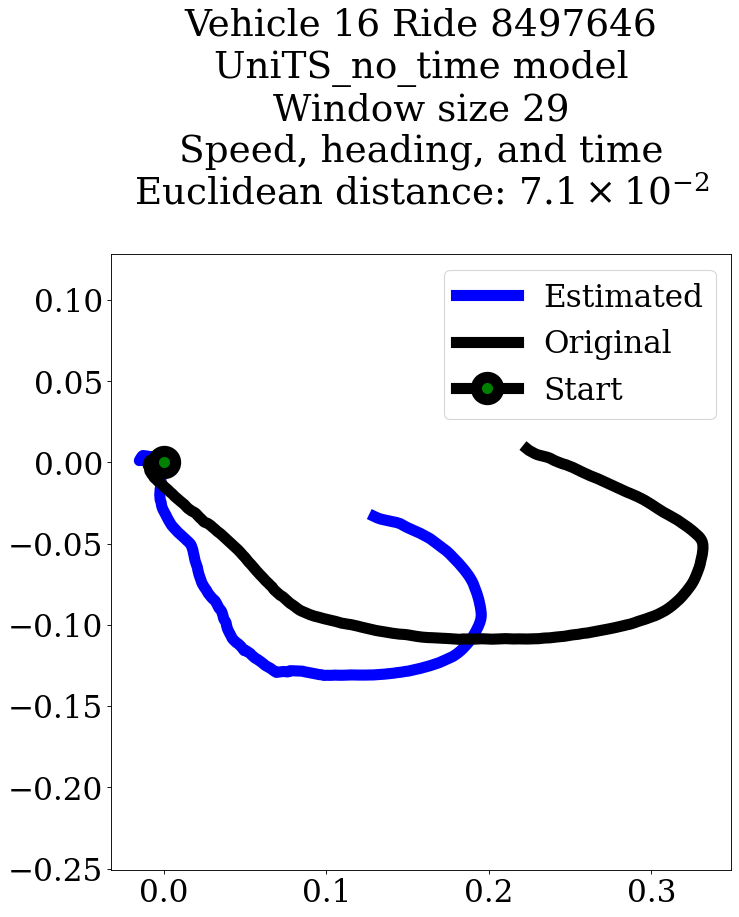 Vehicle 16 Ride 8497646
UniTS_no_time model
Window size 29
Speed, heading, and time
Euclidean distance: 7.1 × 10⁻²
Estimated
Original
Start
0.10
0.05
0.00
−0.05
−0.10
−0.15
−0.20
−0.25
0.0 0.1 0.2 0.3